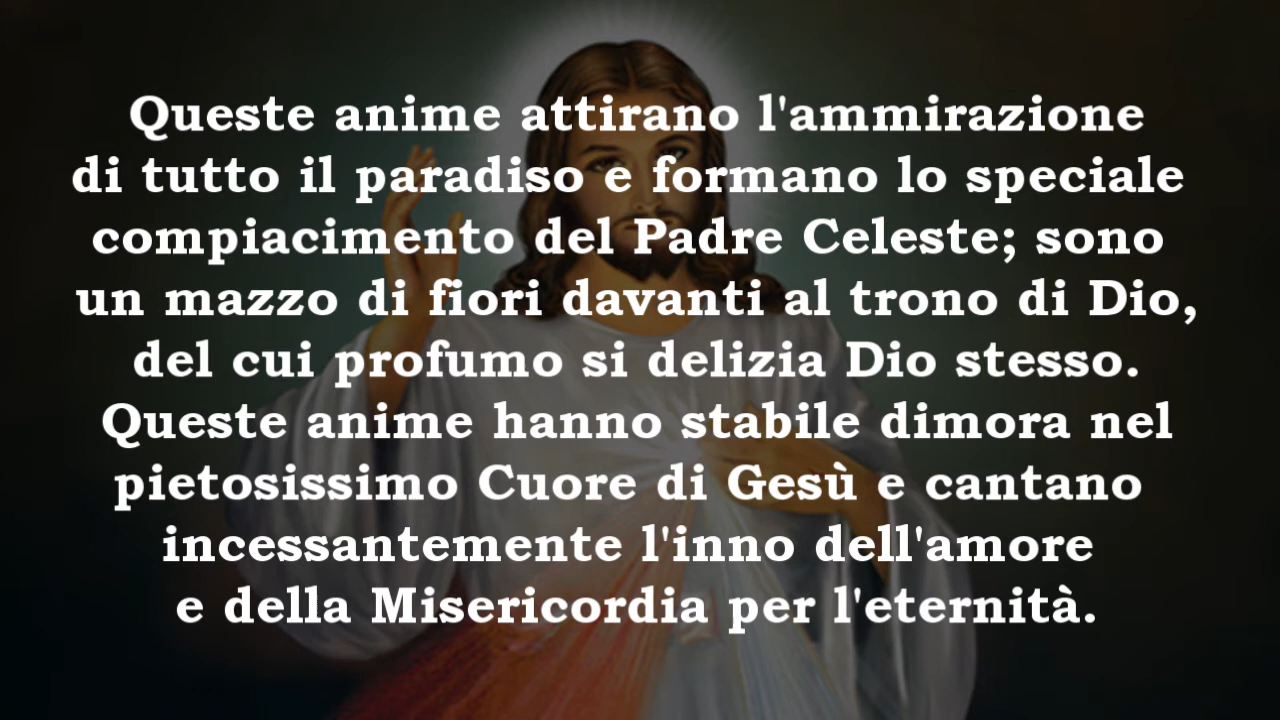 Queste anime attirano l'ammirazione
di tutto il paradiso e formano lo speciale
compiacimento del Padre Celeste; sono
un mazzo di fiori davanti al trono di Dio,
del cui profumo si delizia Dio stesso.
Queste anime hanno stabile dimora nel
pietosissimo Cuore di Gesù e cantano
incessantemente l'inno dell'amore
e della Misericordia per l'eternità.